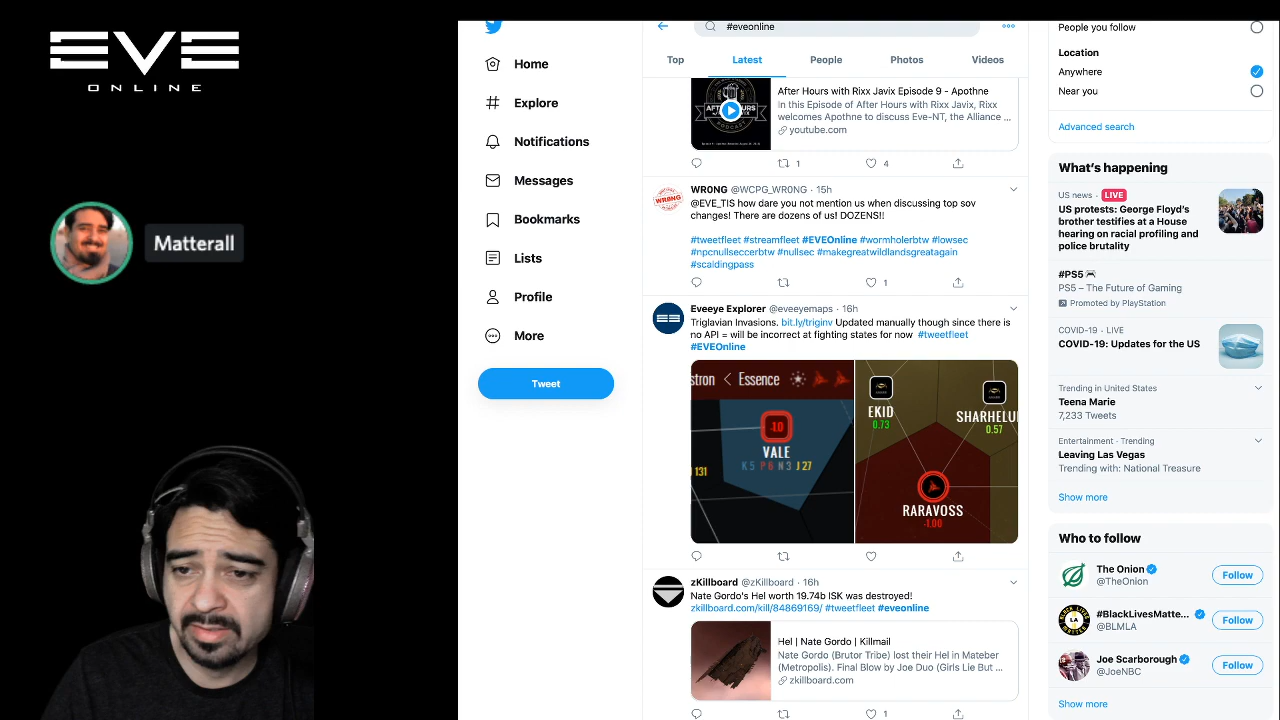 EVE
ONLINE
Matterall
Home
Explore
Notifications
Messages
Bookmarks
Lists
Profile
More
Tweet
#eveonline
Top
Latest
People
Photos
Videos
After Hours with Rixx Javix Episode 9 - Apothne
In this Episode of After Hours with Rixx Javix, Rixx
welcomes Apothne to discuss Eve-NT, the Alliance ...
youtube.com
1
4
WR0NG @WCPG_WR0NG · 15h
@EVE_TIS how dare you not mention us when discussing top sov
changes! There are dozens of us! DOZENS!!
#tweetfleet #streamfleet #EVEOnline #wormholerbtw #lowsec
#npcnullseccerbtw #nullsec #makegreatwildlandsgreatagain
#scaldingpass
1
Eveeye Explorer @eveeyemaps · 16h
Triglavian Invasions. bit.ly/triginv Updated manually though since there is
no API = will be incorrect at fighting states for now #tweetfleet
#EVEOnline
stron < Essence
-1.0
VALE
K5 P6 N3 J27
131
EKID
0.73
SHARHELU
0.57
RARAVOSS
-1.00
zKillboard @zKillboard · 16h
Nate Gordo's Hel worth 19.74b ISK was destroyed!
zkillboard.com/kill/84869169/ #tweetfleet #eveonline
Hel | Nate Gordo | Killmail
Nate Gordo (Brutor Tribe) lost their Hel in Mateber
(Metropolis). Final Blow by Joe Duo (Girls Lie But ...
zkillboard.com
1
People you follow
Location
Anywhere
Near you
Advanced search
What's happening
US news · LIVE
US protests: George Floyd's
brother testifies at a House
hearing on racial profiling and
police brutality
#PS5
PS5 – The Future of Gaming
Promoted by PlayStation
COVID-19 · LIVE
COVID-19: Updates for the US
Trending in United States
Teena Marie
7,233 Tweets
Entertainment · Trending
Leaving Las Vegas
Trending with: National Treasure
Show more
Who to follow
The Onion
@TheOnion
Follow
#BlackLivesMatte...
@BLMLA
Follow
Joe Scarborough
@JoeNBC
Follow
Show more